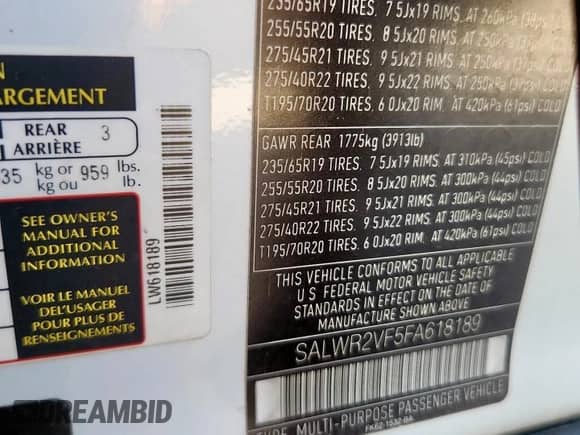 ON
ARGEMENT
REAR 3
ARRIÈRE
35 kg or 959 lbs.
kg ou lb.
SEE OWNER'S
MANUAL FOR
ADDITIONAL
INFORMATION
VOIR LE MANUEL
DEL'USAGER
POUR PLUS DE
RENSEIGNEMENTS
LW618189
235/65R19 TIRES. 7 5Jx19 RIMS. AT 260kPa (38psi)
255/55R20 TIRES. 8 5Jx20 RIMS. AT 250kPa
275/45R21 TIRES. 9 5Jx21 RIMS. AT 250kPa COLD
275/40R22 TIRES. 9 5Jx22 RIMS. AT 250kPa COLD
T195/70R20 TIRES. 6 0Jx20 RIM. AT 420kPa (61psi) COLD
GAWR REAR 1775kg (3913lb)
235/65R19 TIRES. 7 5Jx19 RIMS. AT 310kPa (45psi) COLD
255/55R20 TIRES. 8 5Jx20 RIMS. AT 300kPa (44psi) COLD
275/45R21 TIRES. 9 5Jx21 RIMS. AT 300kPa (44psi) COLD
275/40R22 TIRES. 9 5Jx22 RIMS. AT 300kPa (44psi) COLD
T195/70R20 TIRES. 6 0Jx20 RIM. AT 420kPa (61psi) COLD
THIS VEHICLE CONFORMS TO ALL APPLICABLE
U S FEDERAL MOTOR VEHICLE SAFETY
STANDARDS IN EFFECT ON THE DATE OF
MANUFACTURE SHOWN ABOVE
SALWR2VF5FA618189
TYPE. MULTI-PURPOSE PASSENGER VEHICLE
DREAMBID